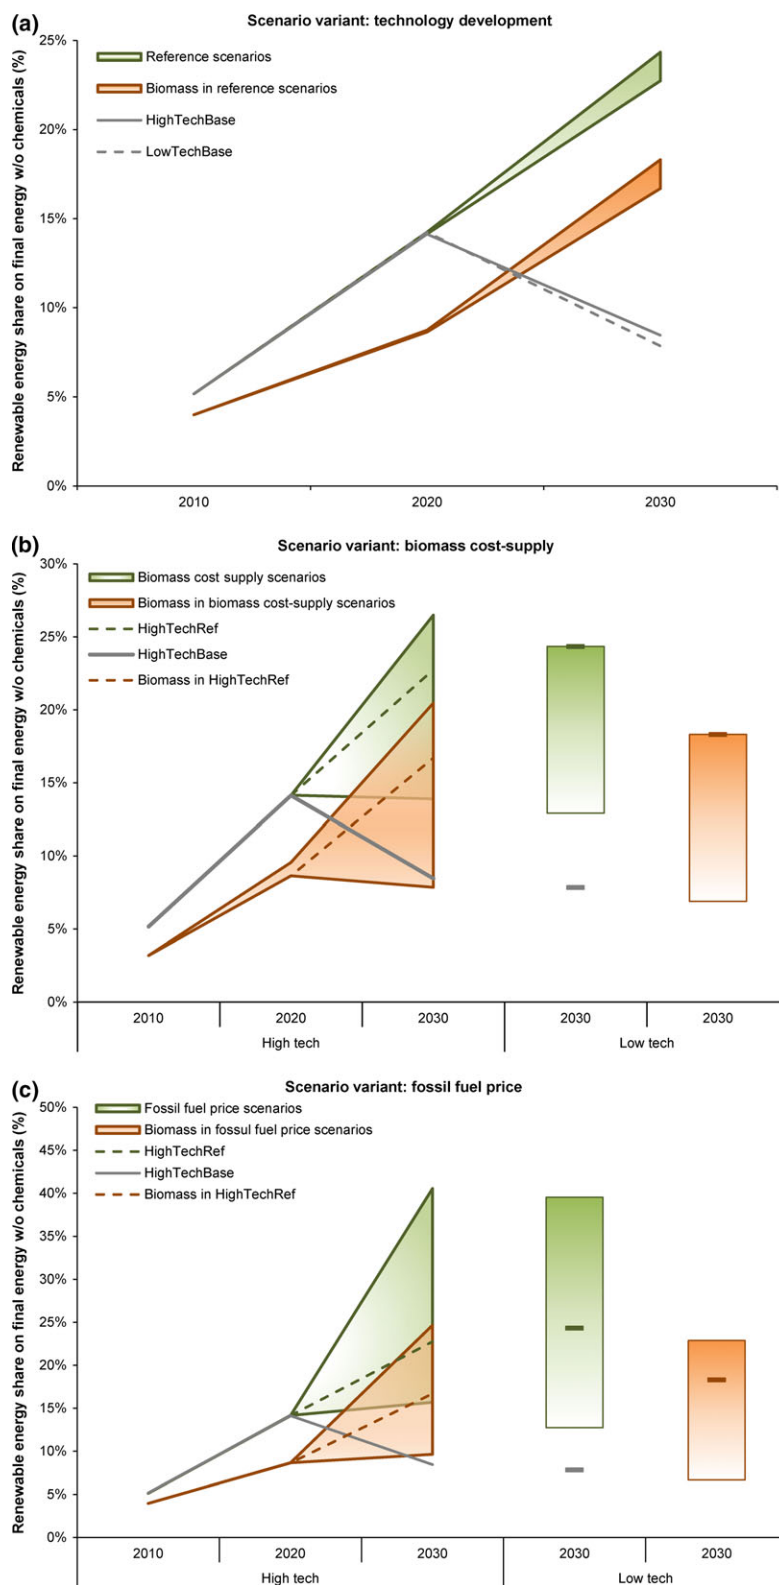 (a)
Scenario variant: technology development
Renewable energy share on final energy w/o chemicals (%)
25%
20%
15%
10%
5%
0%
Reference scenarios
Biomass in reference scenarios
HighTechBase
LowTechBase
2010 2020 2030
(b)
Scenario variant: biomass cost-supply
Renewable energy share on final energy w/o chemicals (%)
30%
25%
20%
15%
10%
5%
0%
Biomass cost supply scenarios
Biomass in biomass cost-supply scenarios
HighTechRef
HighTechBase
Biomass in HighTechRef
2010 2020 2030 2030 2030
High tech Low tech
(c)
Scenario variant: fossil fuel price
Renewable energy share on final energy w/o chemicals (%)
50%
45%
40%
35%
30%
25%
20%
15%
10%
5%
0%
Fossil fuel price scenarios
Biomass in fossul fuel price scenarios
HighTechRef
HighTechBase
Biomass in HighTechRef
2010 2020 2030 2030 2030
High tech Low tech